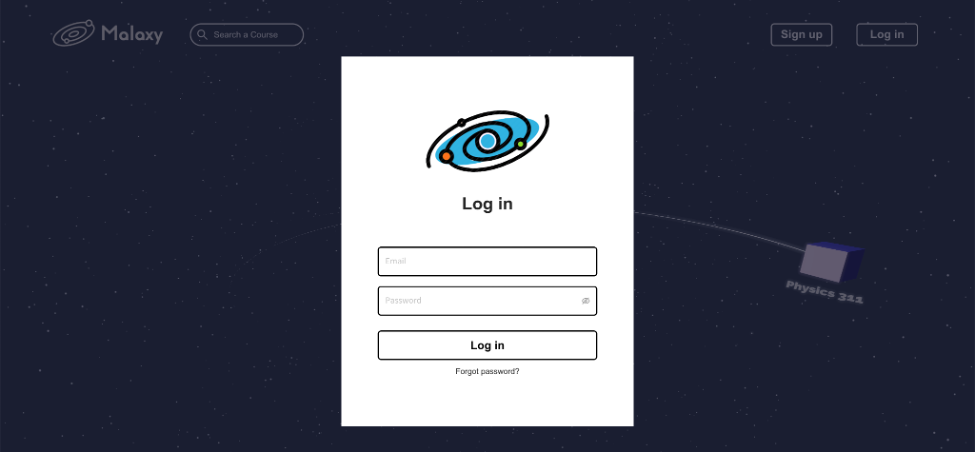 Malaxy
Search a Course
Sign up
Log in
Log in
Email
Password
Log in
Forgot password?
Physics 311